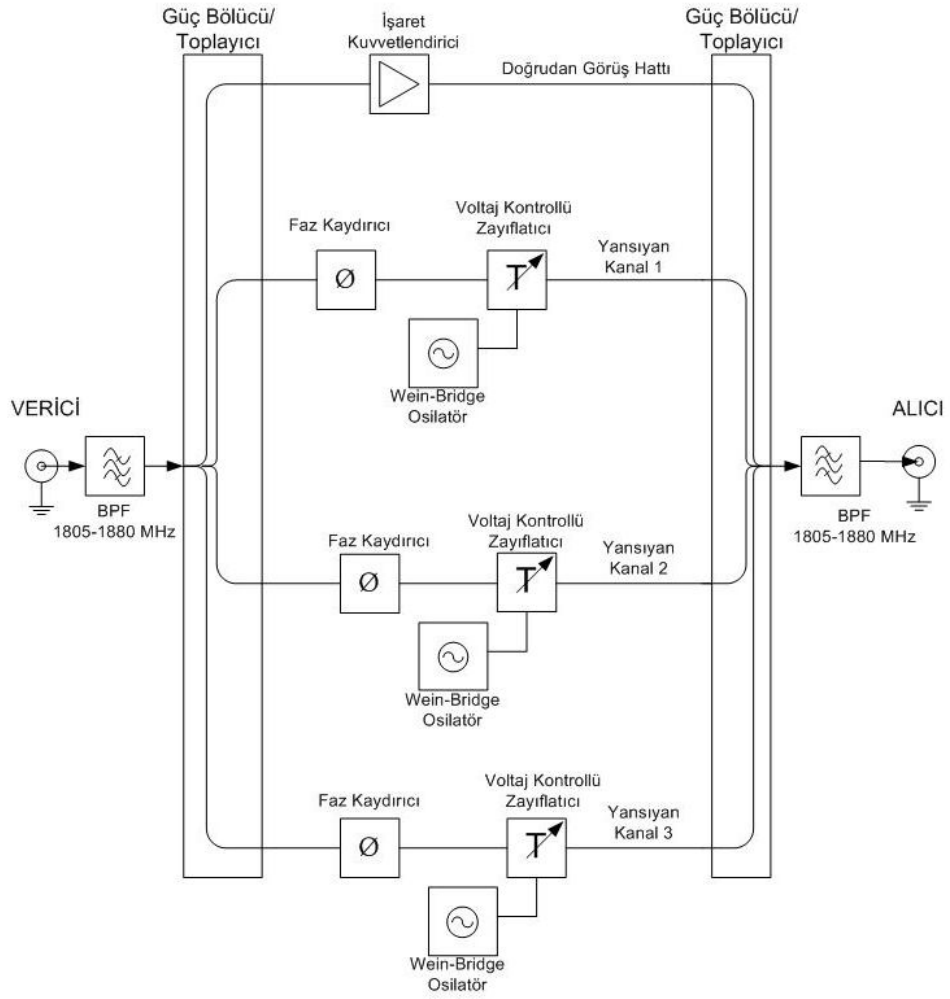 Güç Bölücü/
Toplayıcı
İşaret
Kuvvetlendirici
Doğrudan Görüş Hattı
Güç Bölücü/
Toplayıcı
Faz Kaydırıcı
Voltaj Kontrollü
Zayıflatıcı
Yansıyan
Kanal 1
Ø
T
Wein-Bridge
Osilatör
VERİCİ
ALICI
BPF
1805-1880 MHz
BPF
1805-1880 MHz
Faz Kaydırıcı
Voltaj Kontrollü
Zayıflatıcı
Yansıyan
Kanal 2
Ø
T
Wein-Bridge
Osilatör
Faz Kaydırıcı
Voltaj Kontrollü
Zayıflatıcı
Yansıyan
Kanal 3
Ø
T
Wein-Bridge
Osilatör